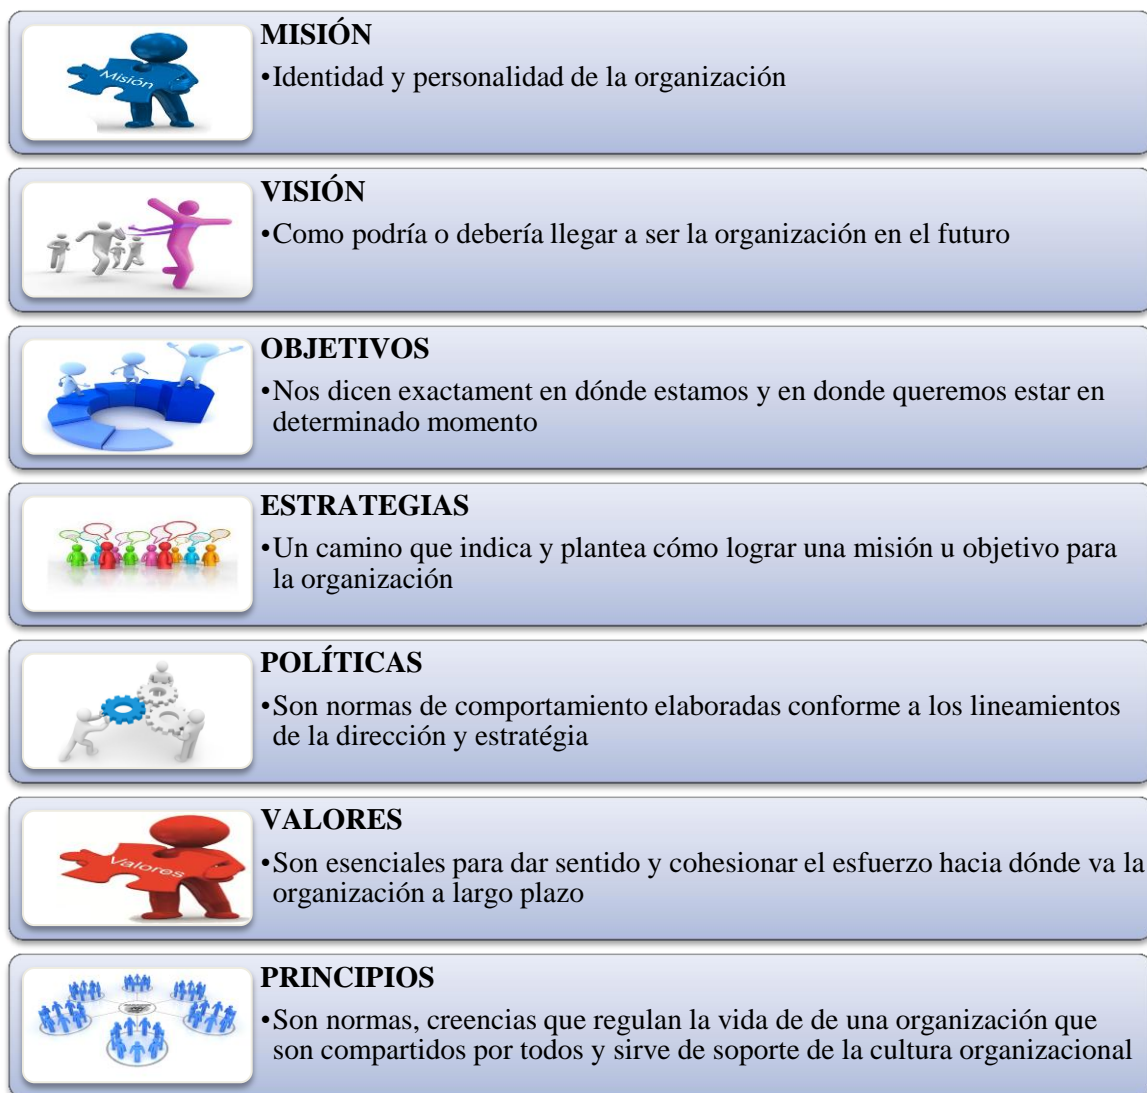 Misión
MISIÓN
•Identidad y personalidad de la organización
VISIÓN
•Como podría o debería llegar a ser la organización en el futuro
OBJETIVOS
•Nos dicen exactament en dónde estamos y en donde queremos estar en
determinado momento
ESTRATEGIAS
•Un camino que indica y plantea cómo lograr una misión u objetivo para
la organización
POLÍTICAS
•Son normas de comportamiento elaboradas conforme a los lineamientos
de la dirección y estratégia
Valores
VALORES
•Son esenciales para dar sentido y cohesionar el esfuerzo hacia dónde va la
organización a largo plazo
PRINCIPIOS
•Son normas, creencias que regulan la vida de de una organización que
son compartidos por todos y sirve de soporte de la cultura organizacional